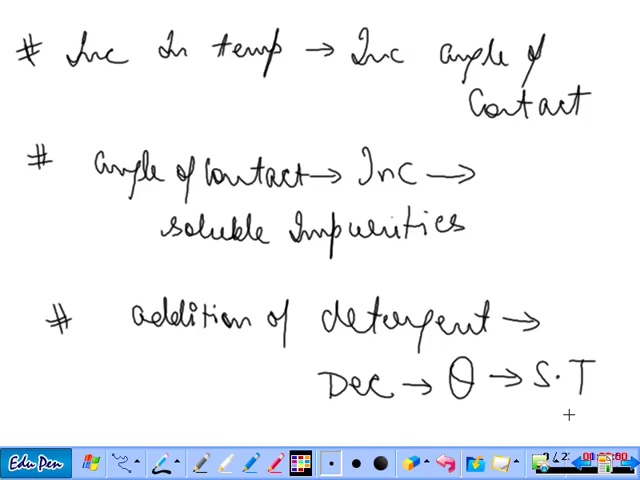 # Inc In temp → Inc angle of
contact
# angle of contact → Inc →
soluble Impurities
# addition of detergent →
Dec → θ → S.T
Edu Pen